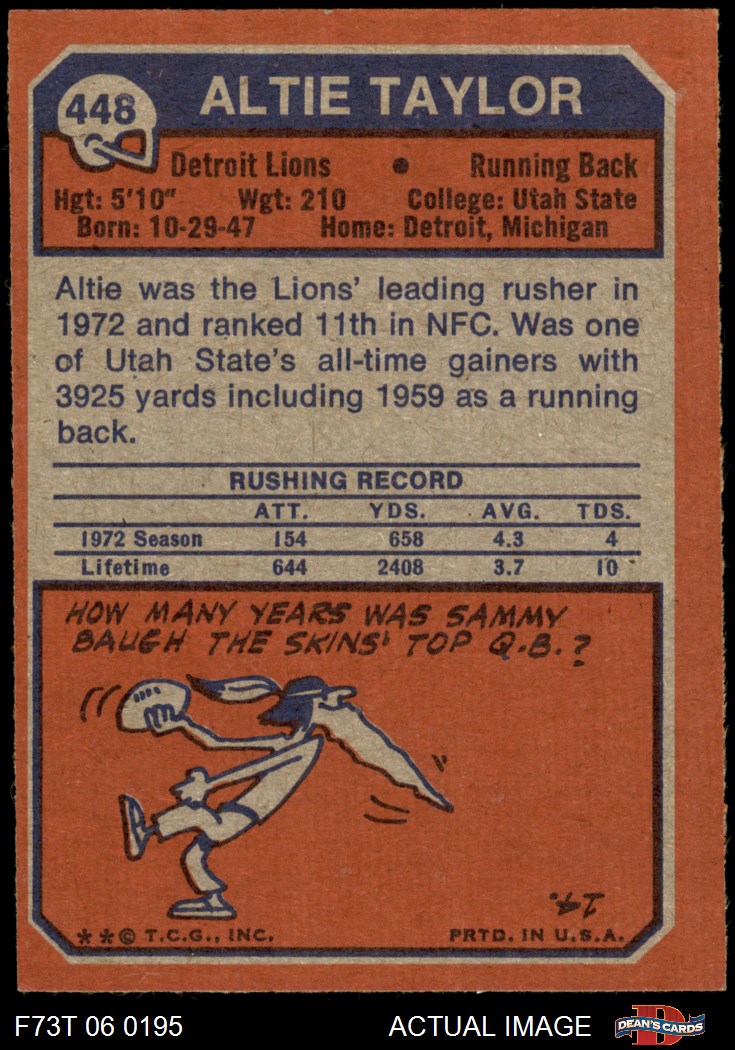 448
ALTIE TAYLOR
Detroit Lions • Running Back
Hgt: 5'10" Wgt: 210 College: Utah State
Born: 10-29-47 Home: Detroit, Michigan
Altie was the Lions' leading rusher in
1972 and ranked 11th in NFC. Was one
of Utah State's all-time gainers with
3925 yards including 1959 as a running
back.
RUSHING RECORD
ATT. YDS. AVG. TDS.
1972 Season 154 658 4.3 4
Lifetime 644 2408 3.7 10
HOW MANY YEARS WAS SAMMY
BAUGH THE SKINS' TOP Q.B.?
14.
**© T.C.G., INC. PRTD. IN U.S.A.
F73T 06 0195 ACTUAL IMAGE
D
DEAN'S CARDS